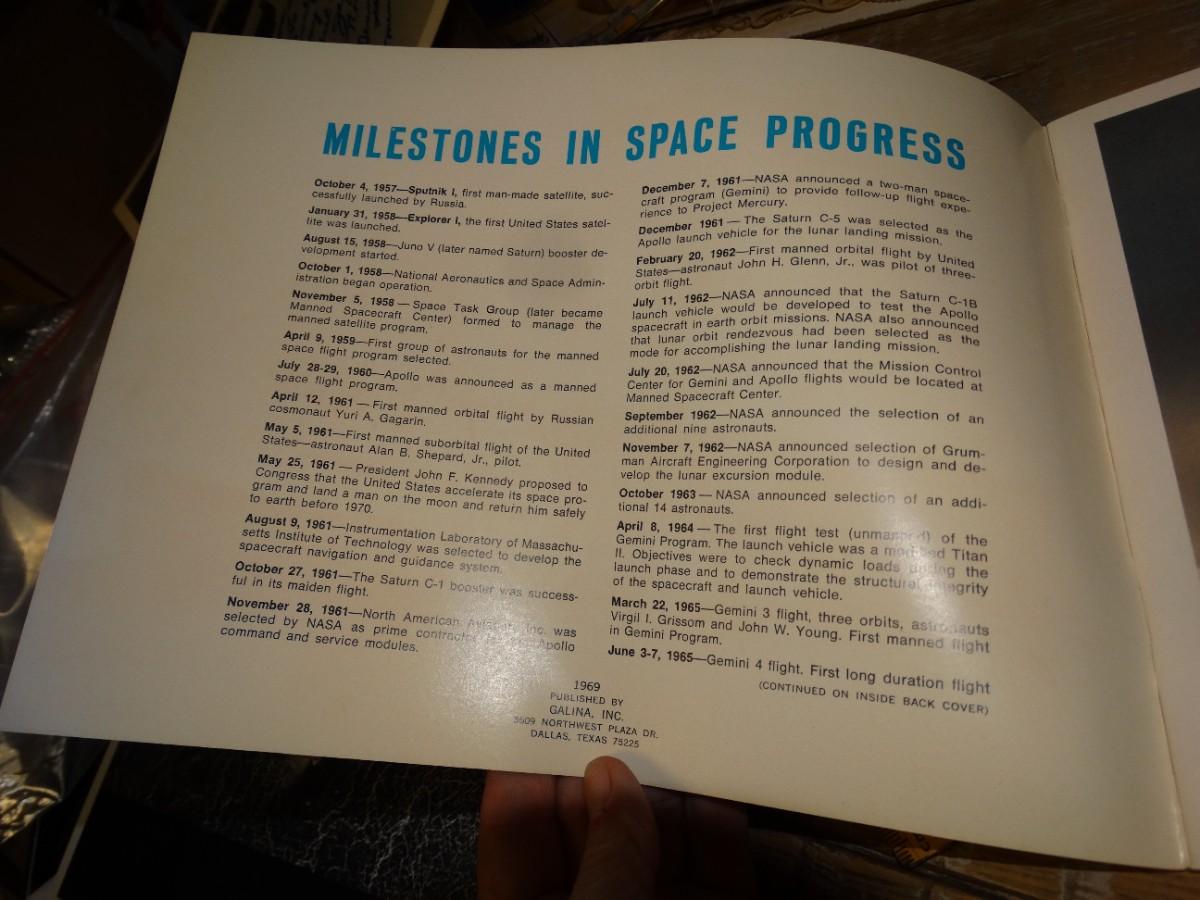 MILESTONES IN SPACE PROGRESS
October 4, 1957—Sputnik I, first man-made satellite, suc-
cessfully launched by Russia.
January 31, 1958—Explorer I, the first United States satel-
lite was launched.
August 15, 1958—Juno V (later named Saturn) booster de-
velopment started.
October 1, 1958—National Aeronautics and Space Admin-
istration began operation.
November 5, 1958 — Space Task Group (later became
Manned Spacecraft Center) formed to manage the
manned satellite program.
April 9, 1959—First group of astronauts for the manned
space flight program selected.
July 28-29, 1960—Apollo was announced as a manned
space flight program.
April 12, 1961 — First manned orbital flight by Russian
cosmonaut Yuri A. Gagarin.
May 5, 1961—First manned suborbital flight of the United
States—astronaut Alan B. Shepard, Jr., pilot.
May 25, 1961 — President John F. Kennedy proposed to
Congress that the United States accelerate its space pro-
gram and land a man on the moon and return him safely
to earth before 1970.
August 9, 1961—Instrumentation Laboratory of Massachu-
setts Institute of Technology was selected to develop the
spacecraft navigation and guidance system.
October 27, 1961—The Saturn C-1 booster was success-
ful in its maiden flight.
November 28, 1961—North American Inc. was
selected by NASA as prime Apollo
command and service modules.
December 7, 1961—NASA announced a two-man space-
craft program (Gemini) to provide follow-up flight expe-
rience to Project Mercury.
December 1961 — The Saturn C-5 was selected as the
Apollo launch vehicle for the lunar landing mission.
February 20, 1962—First manned orbital flight by United
States—astronaut John H. Glenn, Jr., was pilot of three-
orbit flight.
July 11, 1962—NASA announced that the Saturn C-1B
launch vehicle would be developed to test the Apollo
spacecraft in earth orbit missions. NASA also announced
that lunar orbit rendezvous had been selected as the
mode for accomplishing the lunar landing mission.
July 20, 1962—NASA announced that the Mission Control
Center for Gemini and Apollo flights would be located at
Manned Spacecraft Center.
September 1962—NASA announced the selection of an
additional nine astronauts.
November 7, 1962—NASA announced selection of Grum-
man Aircraft Engineering Corporation to design and de-
velop the lunar excursion module.
October 1963 — NASA announced selection of an addi-
tional 14 astronauts.
April 8, 1964 — The first flight test (unmanned) of the
Gemini Program. The launch vehicle was a modified Titan
II. Objectives were to check dynamic loads during the
launch phase and to demonstrate the structural integrity
of the spacecraft and launch vehicle.
March 22, 1965—Gemini 3 flight, three orbits, astronauts
Virgil I. Grissom and John W. Young. First manned flight
in Gemini Program.
June 3-7, 1965—Gemini 4 flight. First long duration flight
(CONTINUED ON INSIDE BACK COVER)
1969
PUBLISHED BY
GALINA, INC.
3609 NORTHWEST PLAZA DR.
DALLAS, TEXAS 75225